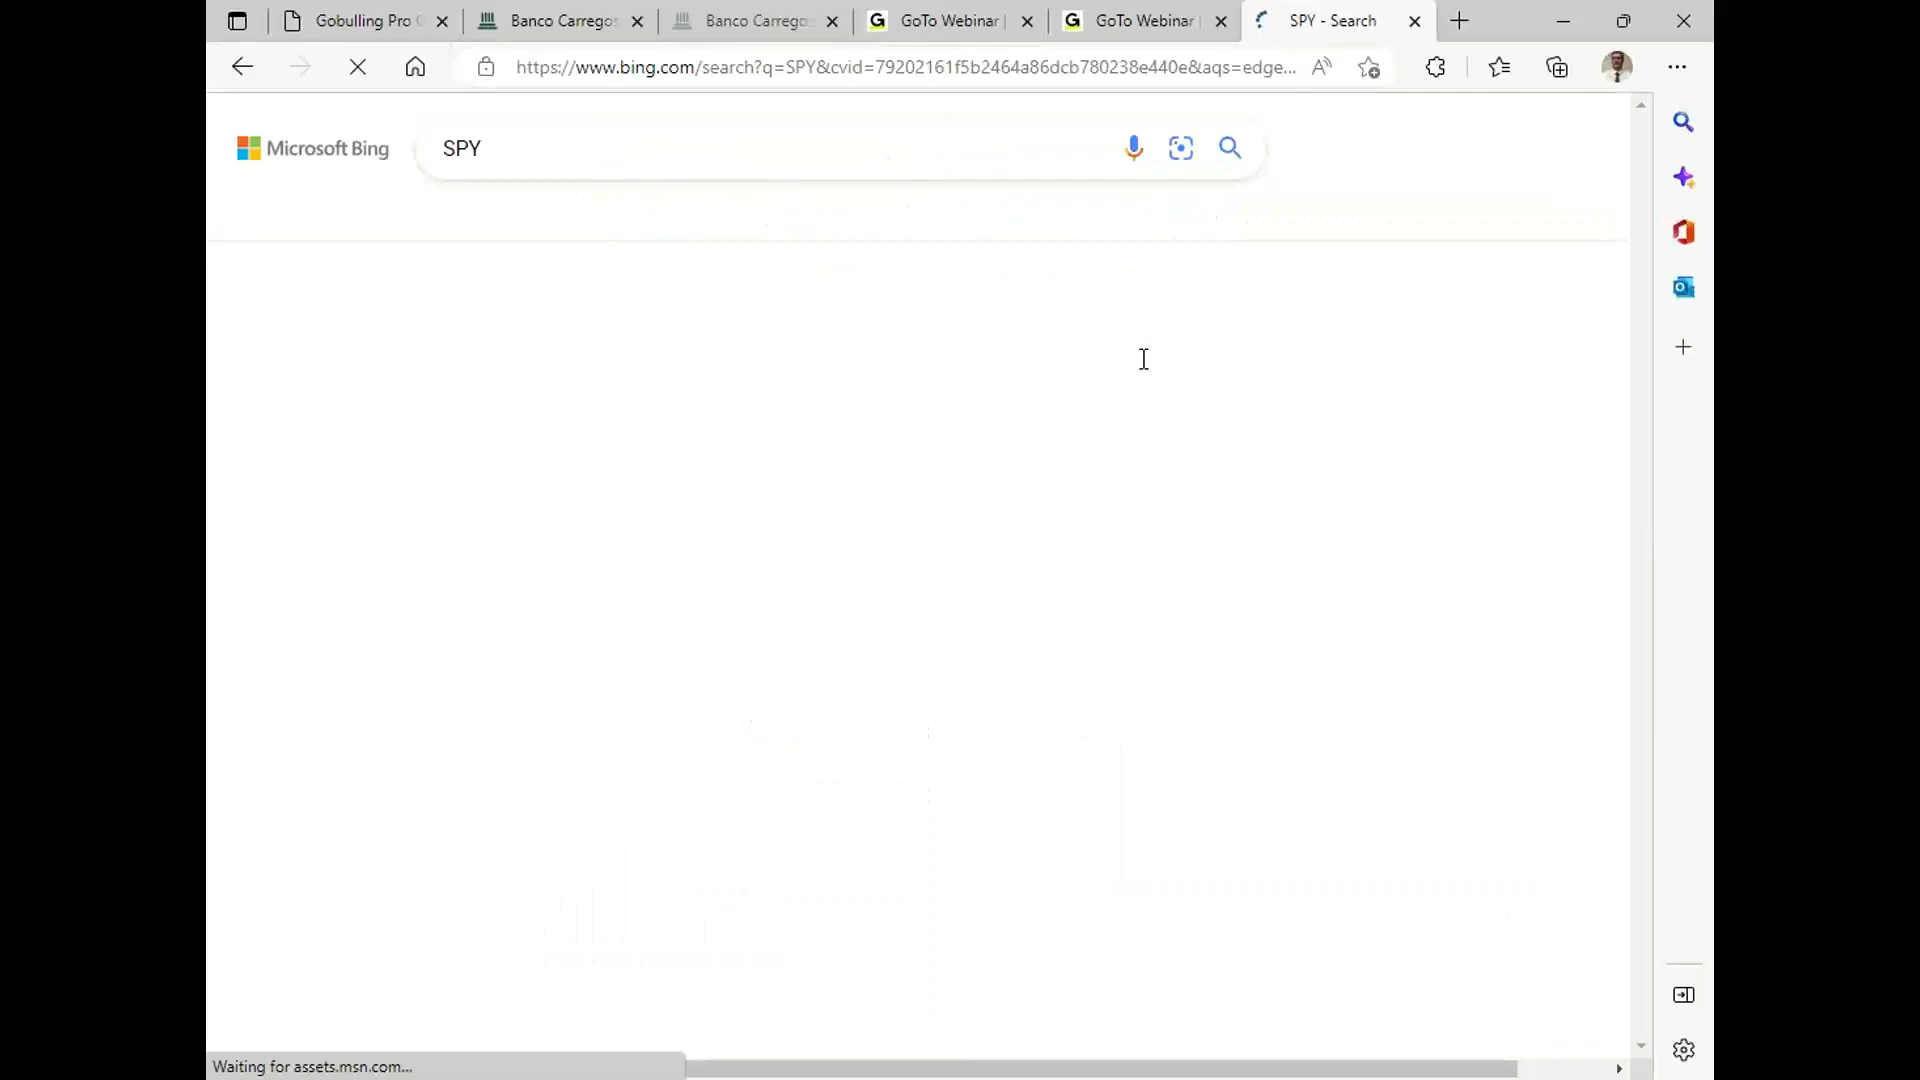 Gobulling Pro
Banco Carrego
Banco Carrego
GoTo Webinar
GoTo Webinar
SPY - Search
https://www.bing.com/search?q=SPY&cvid=79202161f5b2464a86dcb780238e440e&aqs=edge...
Microsoft Bing
SPY
Waiting for assets.msn.com...